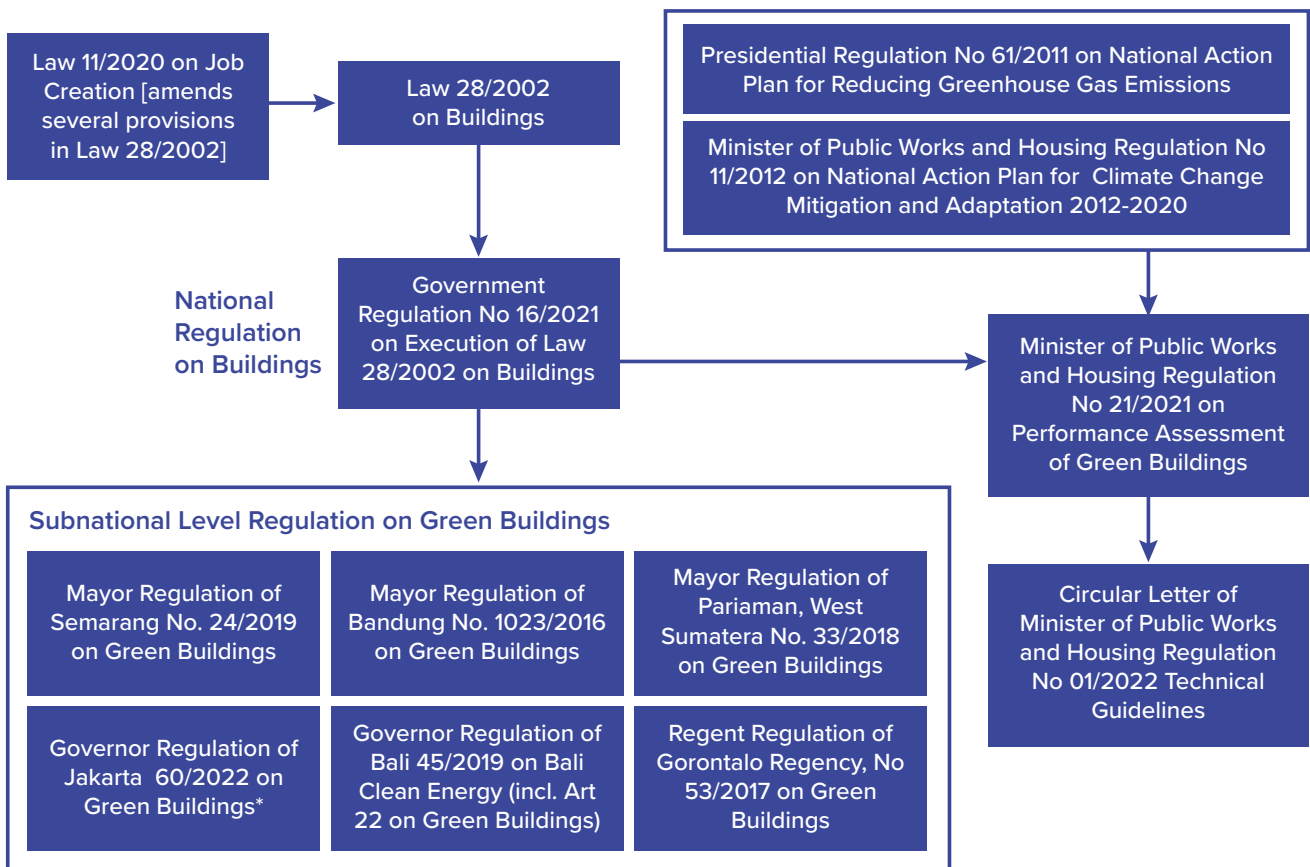 Law 11/2020 on Job
Creation [amends
several provisions
in Law 28/2002]
Law 28/2002
on Buildings
Presidential Regulation No 61/2011 on National Action
Plan for Reducing Greenhouse Gas Emissions
Minister of Public Works and Housing Regulation No
11/2012 on National Action Plan for Climate Change
Mitigation and Adaptation 2012-2020
National
Regulation
on Buildings
Government
Regulation No 16/2021
on Execution of Law
28/2002 on Buildings
Minister of Public Works
and Housing Regulation
No 21/2021 on
Performance Assessment
of Green Buildings
Subnational Level Regulation on Green Buildings
Mayor Regulation of
Semarang No. 24/2019
on Green Buildings
Mayor Regulation of
Bandung No. 1023/2016
on Green Buildings
Mayor Regulation of
Pariaman, West
Sumatera No. 33/2018
on Green Buildings
Governor Regulation of
Jakarta 60/2022 on
Green Buildings*
Governor Regulation of
Bali 45/2019 on Bali
Clean Energy (incl. Art
22 on Green Buildings)
Regent Regulation of
Gorontalo Regency, No
53/2017 on Green
Buildings
Circular Letter of
Minister of Public Works
and Housing Regulation
No 01/2022 Technical
Guidelines